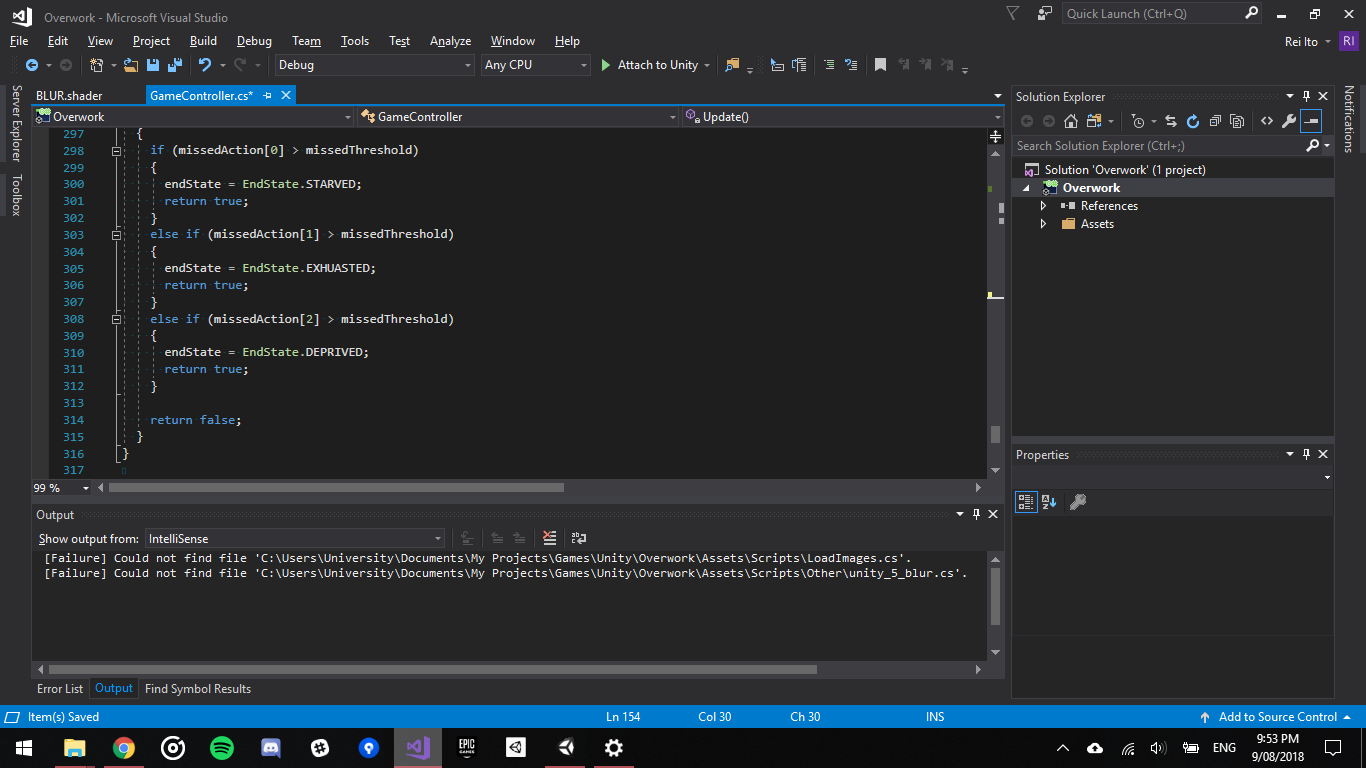 Overwork - Microsoft Visual Studio
Quick Launch (Ctrl+Q)
File Edit View Project Build Debug Team Tools Test Analyze Window Help
Rei Ito RI
Debug Any CPU Attach to Unity
Server Explorer
Toolbox
BLUR.shader GameController.cs*
Overwork GameController Update()
297 {
298 if (missedAction[0] > missedThreshold)
299 {
300 endState = EndState.STARVED;
301 return true;
302 }
303 else if (missedAction[1] > missedThreshold)
304 {
305 endState = EndState.EXHUASTED;
306 return true;
307 }
308 else if (missedAction[2] > missedThreshold)
309 {
310 endState = EndState.DEPRIVED;
311 return true;
312 }
313
314 return false;
315 }
316 }
317
99 %
Output
Show output from: IntelliSense
[Failure] Could not find file 'C:\Users\University\Documents\My Projects\Games\Unity\Overwork\Assets\Scripts\LoadImages.cs'.
[Failure] Could not find file 'C:\Users\University\Documents\My Projects\Games\Unity\Overwork\Assets\Scripts\Other\unity_5_blur.cs'.
Error List Output Find Symbol Results
Solution Explorer
Search Solution Explorer (Ctrl+;)
Solution 'Overwork' (1 project)
Overwork
References
Assets
Properties
Notifications
Item(s) Saved Ln 154 Col 30 Ch 30 INS Add to Source Control
EPIC GAMES
ENG
9:53 PM
9/08/2018